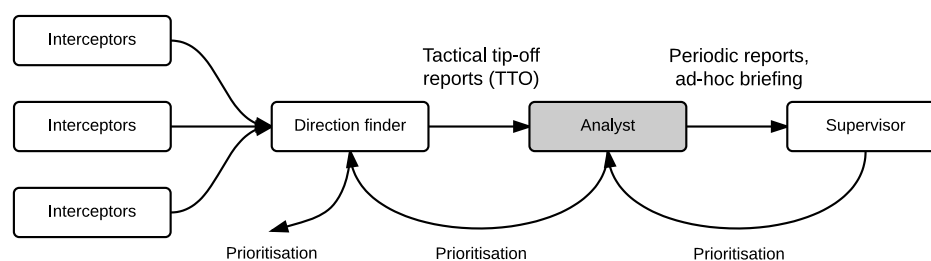 Interceptors
Tactical tip-off
reports (TTO)
Periodic reports,
ad-hoc briefing
Interceptors
Direction finder
Analyst
Supervisor
Interceptors
Prioritisation
Prioritisation
Prioritisation